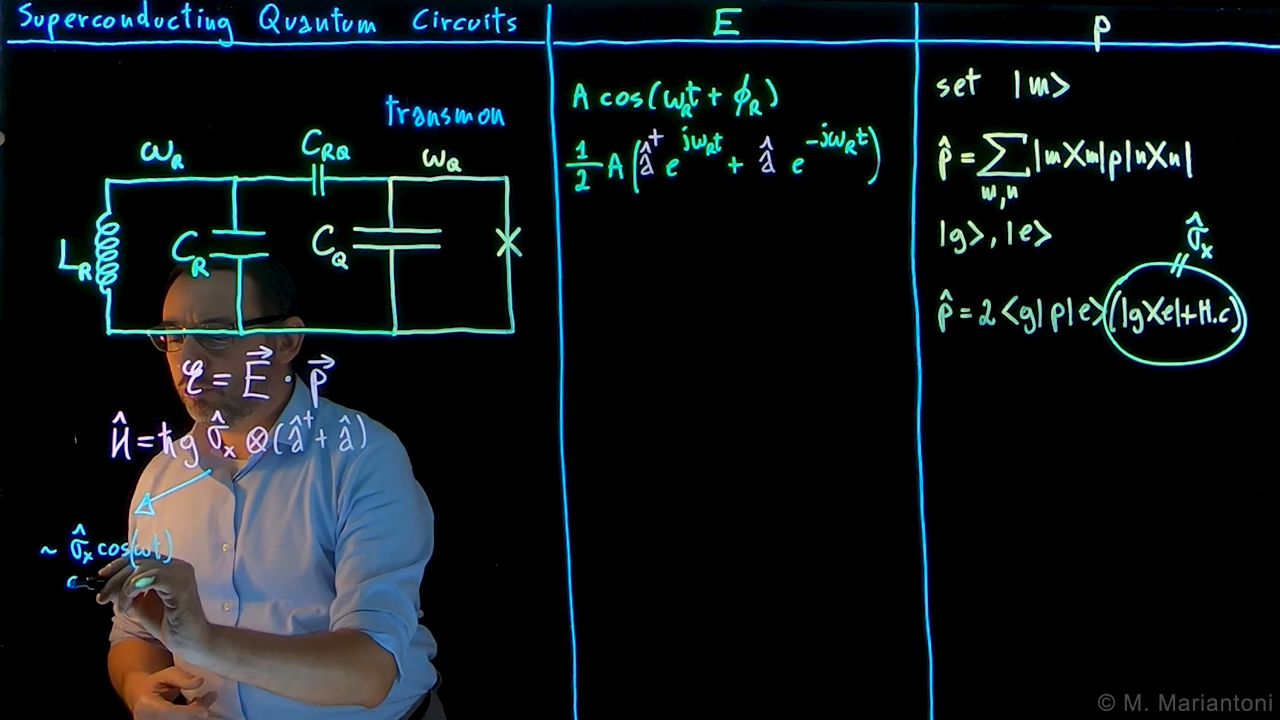 Superconducting Quantum Circuits
E
p
transmon
ω_R
C_RQ
ω_Q
L_R
C_R
C_Q
ℰ = E⃗ · p⃗
Ĥ = ħg σ̂_x ⊗ (â† + â)
~ σ̂_x cos(ωt)
A cos(ω_R t + ϕ_R)
1/2 A(â† e^{jω_R t} + â e^{-jω_R t})
set |m>
p̂ = ∑_{m,n} |m><m|p|n><n|
|g>, |e>
σ̂_x
p̂ = 2 <g|p|e> (|g><e| + H.c)
© M. Mariantoni